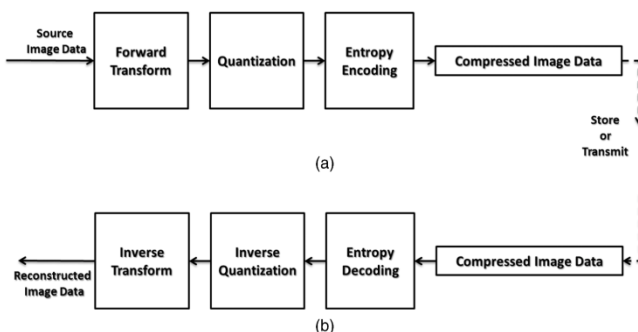 Source
Image Data
Forward
Transform
Quantization
Entropy
Encoding
Compressed Image Data
Store
or
Transmit
(a)
Inverse
Transform
Inverse
Quantization
Entropy
Decoding
Compressed Image Data
Reconstructed
Image Data
(b)